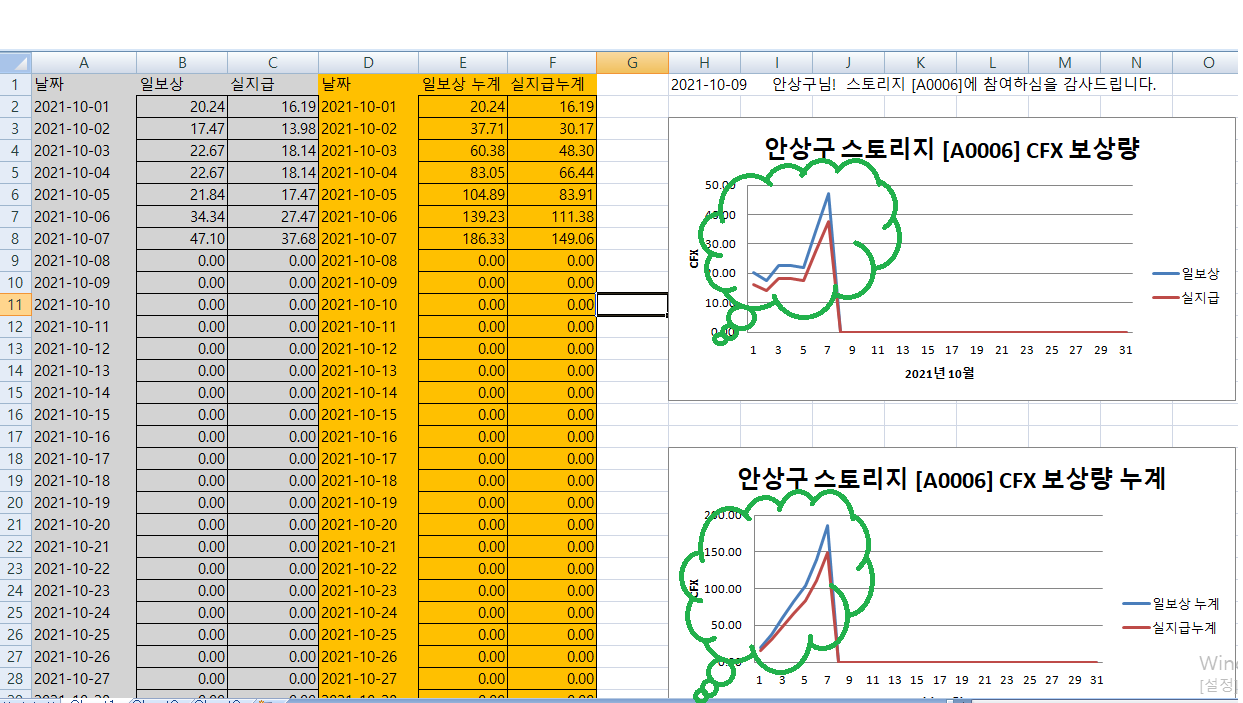 A B C D E F G H I J K L M N O
1 날짜 일보상 실지급 날짜 일보상 누계 실지급누계 2021-10-09 안상구님! 스토리지 [A0006]에 참여하심을 감사드립니다.
2 2021-10-01 20.24 16.19 2021-10-01 20.24 16.19
3 2021-10-02 17.47 13.98 2021-10-02 37.71 30.17
4 2021-10-03 22.67 18.14 2021-10-03 60.38 48.30
5 2021-10-04 22.67 18.14 2021-10-04 83.05 66.44
6 2021-10-05 21.84 17.47 2021-10-05 104.89 83.91
7 2021-10-06 34.34 27.47 2021-10-06 139.23 111.38
8 2021-10-07 47.10 37.68 2021-10-07 186.33 149.06
9 2021-10-08 0.00 0.00 2021-10-08 0.00 0.00
10 2021-10-09 0.00 0.00 2021-10-09 0.00 0.00
11 2021-10-10 0.00 0.00 2021-10-10 0.00 0.00
12 2021-10-11 0.00 0.00 2021-10-11 0.00 0.00
13 2021-10-12 0.00 0.00 2021-10-12 0.00 0.00
14 2021-10-13 0.00 0.00 2021-10-13 0.00 0.00
15 2021-10-14 0.00 0.00 2021-10-14 0.00 0.00
16 2021-10-15 0.00 0.00 2021-10-15 0.00 0.00
17 2021-10-16 0.00 0.00 2021-10-16 0.00 0.00
18 2021-10-17 0.00 0.00 2021-10-17 0.00 0.00
19 2021-10-18 0.00 0.00 2021-10-18 0.00 0.00
20 2021-10-19 0.00 0.00 2021-10-19 0.00 0.00
21 2021-10-20 0.00 0.00 2021-10-20 0.00 0.00
22 2021-10-21 0.00 0.00 2021-10-21 0.00 0.00
23 2021-10-22 0.00 0.00 2021-10-22 0.00 0.00
24 2021-10-23 0.00 0.00 2021-10-23 0.00 0.00
25 2021-10-24 0.00 0.00 2021-10-24 0.00 0.00
26 2021-10-25 0.00 0.00 2021-10-25 0.00 0.00
27 2021-10-26 0.00 0.00 2021-10-26 0.00 0.00
28 2021-10-27 0.00 0.00 2021-10-27 0.00 0.00
안상구 스토리지 [A0006] CFX 보상량
50.00
40.00
30.00
20.00
10.00
0.00
CFX
1 3 5 7 9 11 13 15 17 19 21 23 25 27 29 31
2021년 10월
일보상
실지급
안상구 스토리지 [A0006] CFX 보상량 누계
200.00
150.00
100.00
50.00
0.00
CFX
1 3 5 7 9 11 13 15 17 19 21 23 25 27 29 31
일보상 누계
실지급누계
Wind
[설정]